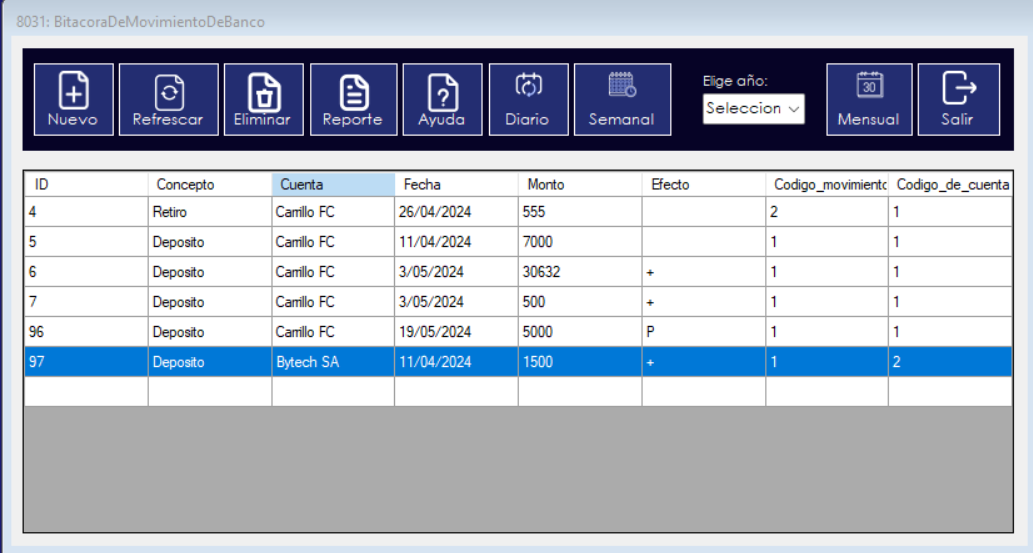 8031: BitacoraDeMovimientoDeBanco
Nuevo Refrescar Eliminar Reporte Ayuda Diario Semanal Elige año: Seleccion 30 Mensual Salir
ID Concepto Cuenta Fecha Monto Efecto Codigo_movimiento Codigo_de_cuenta
4 Retiro Carrillo FC 26/04/2024 555 2 1
5 Deposito Carrillo FC 11/04/2024 7000 1 1
6 Deposito Carrillo FC 3/05/2024 30632 + 1 1
7 Deposito Carrillo FC 3/05/2024 500 + 1 1
96 Deposito Carrillo FC 19/05/2024 5000 P 1 1
97 Deposito Bytech SA 11/04/2024 1500 + 1 2